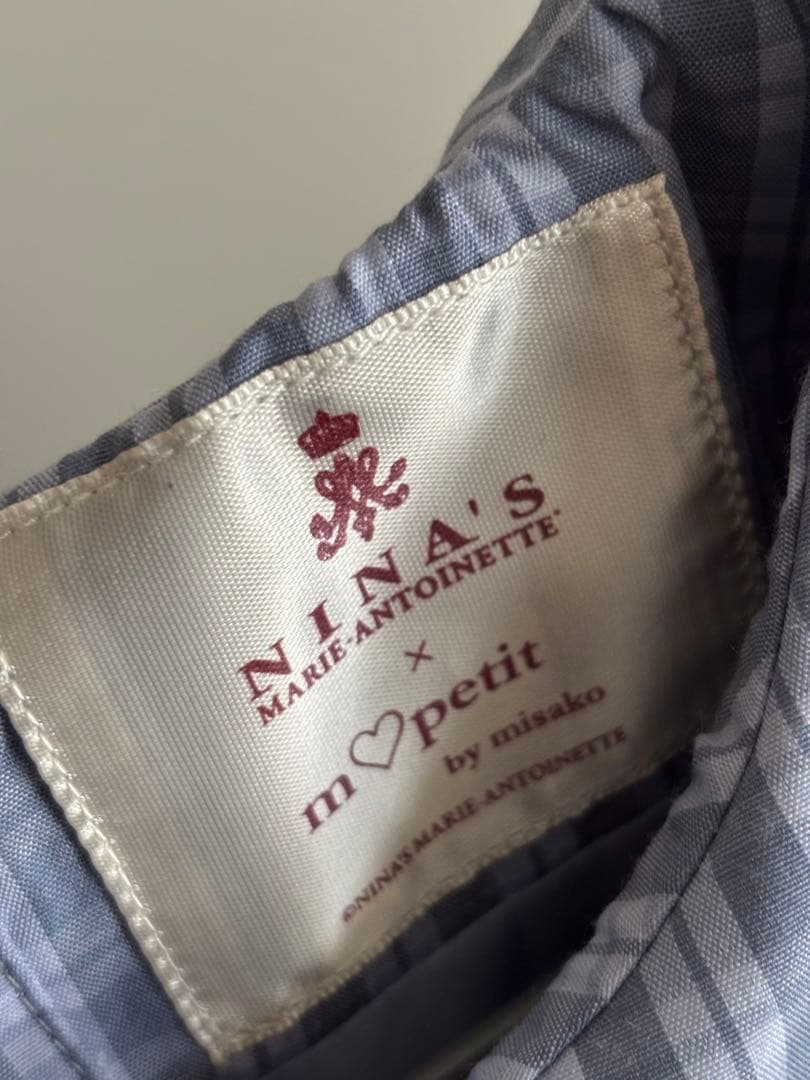 NINA'S
MARIE-ANTOINETTE
×
m♡petit
by misako
©NINA'S MARIE-ANTOINETTE